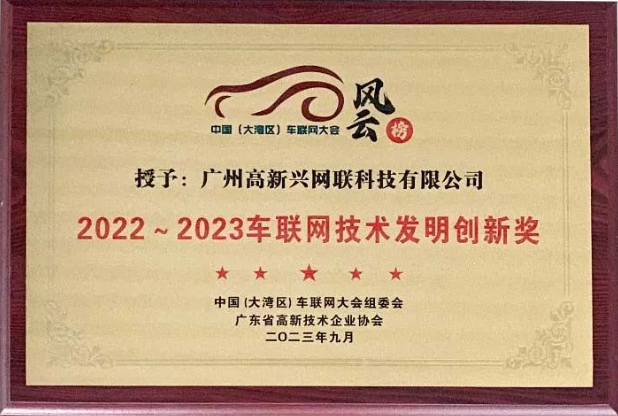 中国（大湾区）车联网大会
风云
榜
授予：广州高新兴网联科技有限公司
2022～2023车联网技术发明创新奖
中国（大湾区）车联网大会组委会
广东省高新技术企业协会
二〇二三年九月